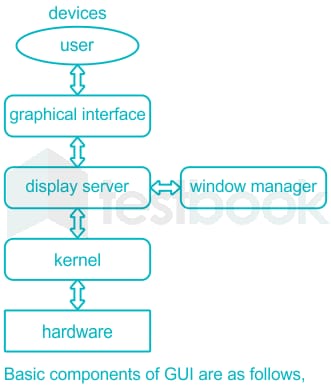 devices
user
graphical interface
display server
window manager
testbook
kernel
hardware
Basic components of GUI are as follows,